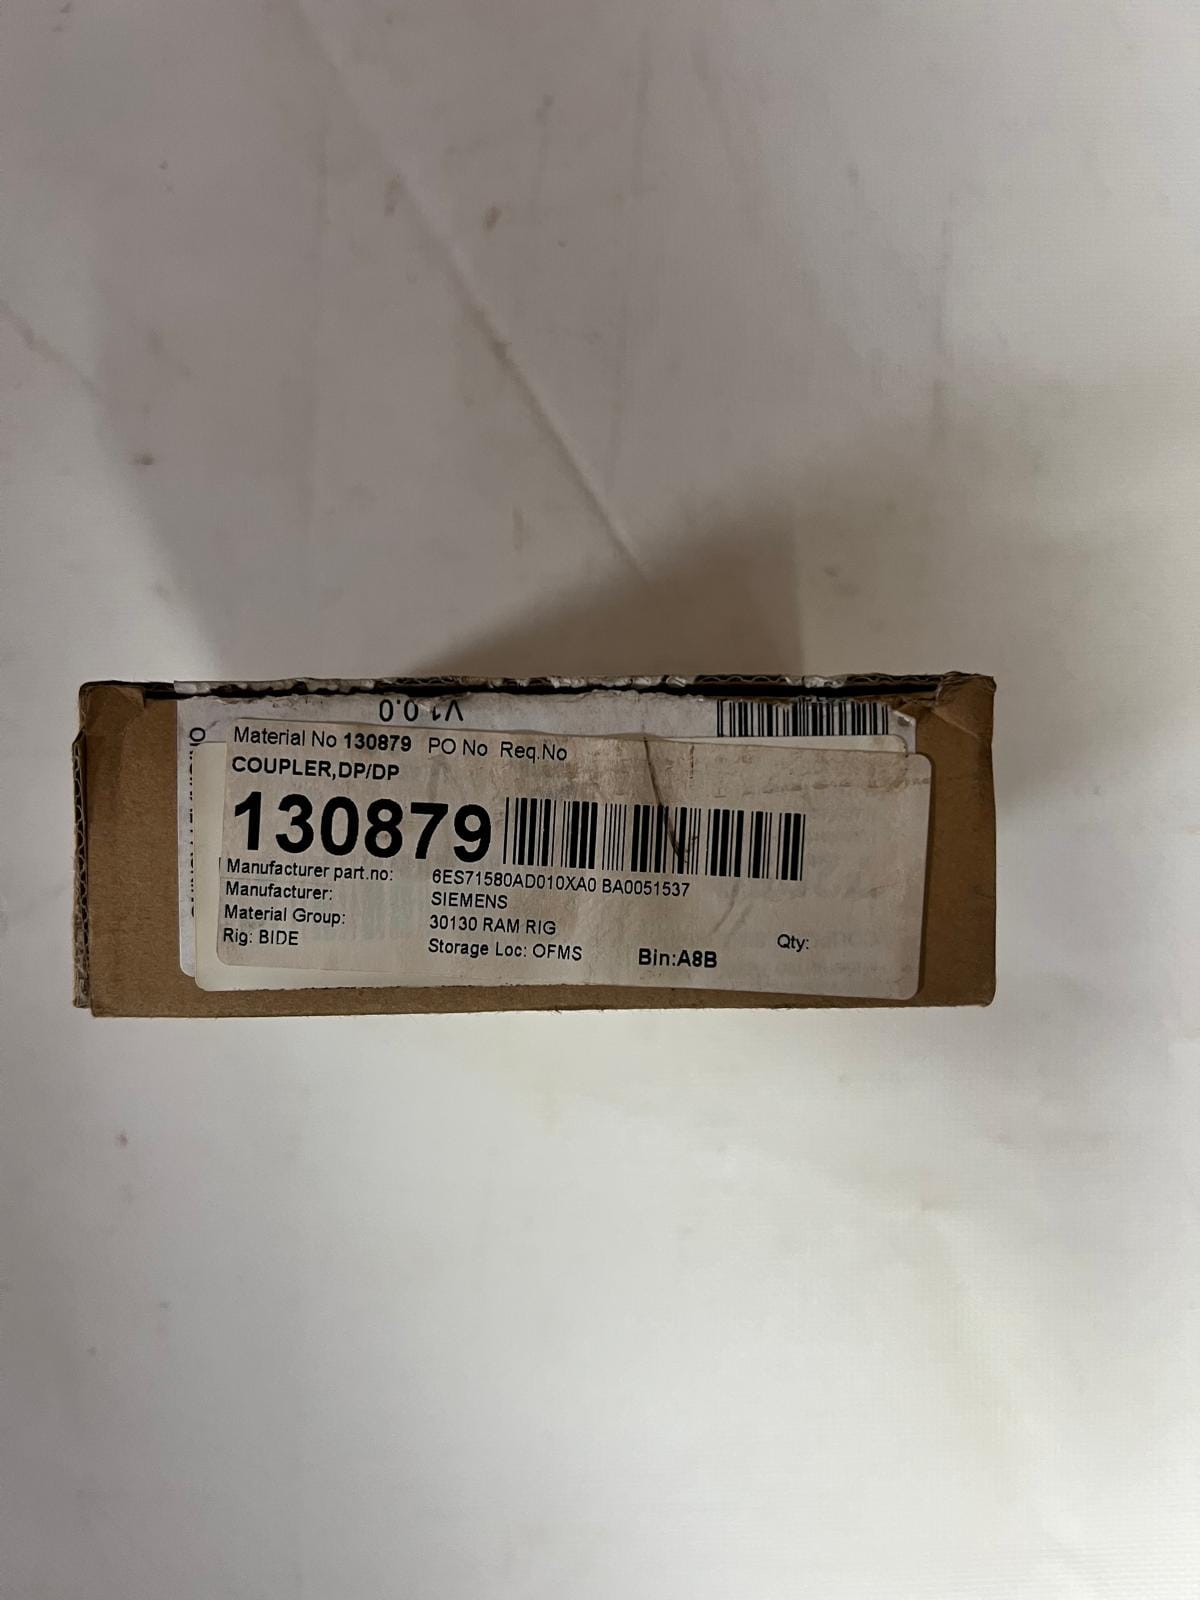 V1.0.0
Material No 130879 PO No Req.No
COUPLER,DP/DP
130879
Manufacturer part.no: 6ES71580AD010XA0 BA0051537
Manufacturer: SIEMENS
Material Group: 30130 RAM RIG
Rig: BIDE Storage Loc: OFMS Bin:A8B Qty: